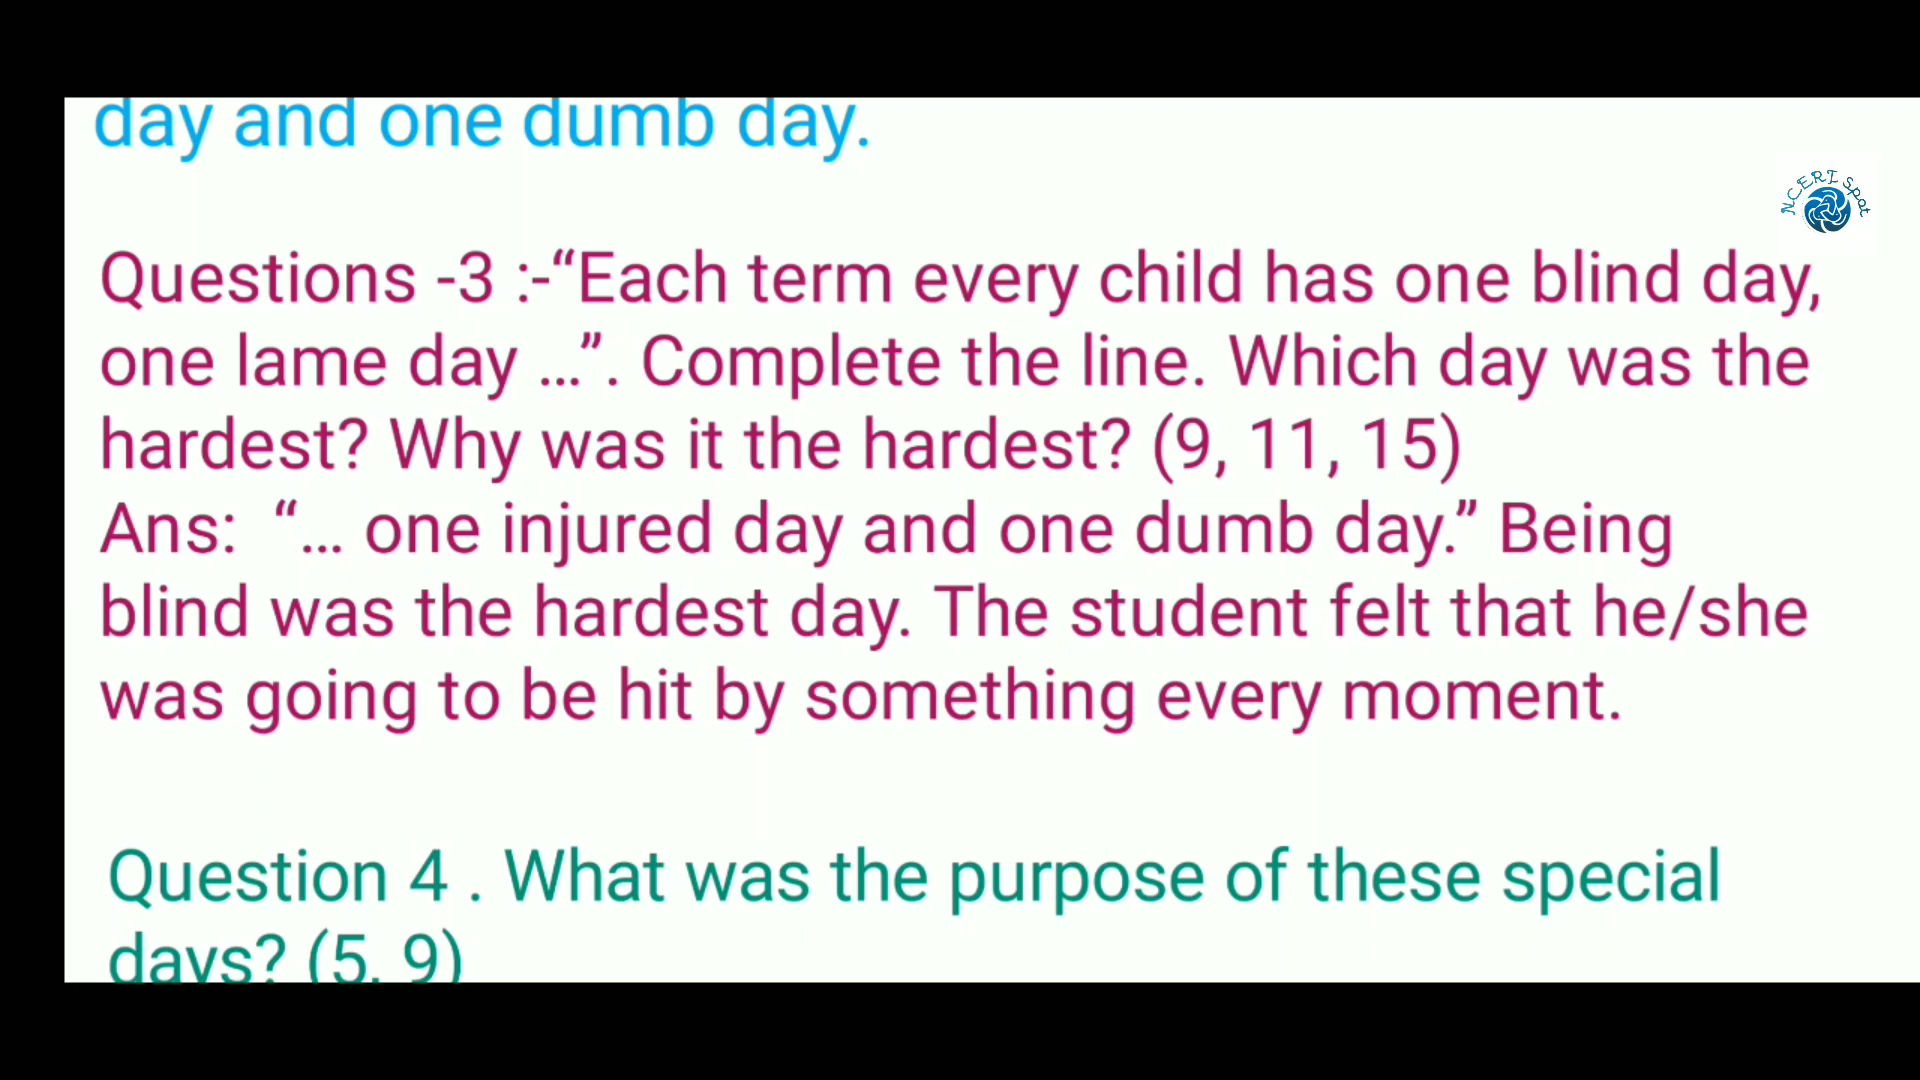 day and one dumb day.
NCERT Spot
Questions -3 :-“Each term every child has one blind day,
one lame day ...”. Complete the line. Which day was the
hardest? Why was it the hardest? (9, 11, 15)
Ans:  “... one injured day and one dumb day.” Being
blind was the hardest day. The student felt that he/she
was going to be hit by something every moment.
Question 4 . What was the purpose of these special
days? (5, 9)